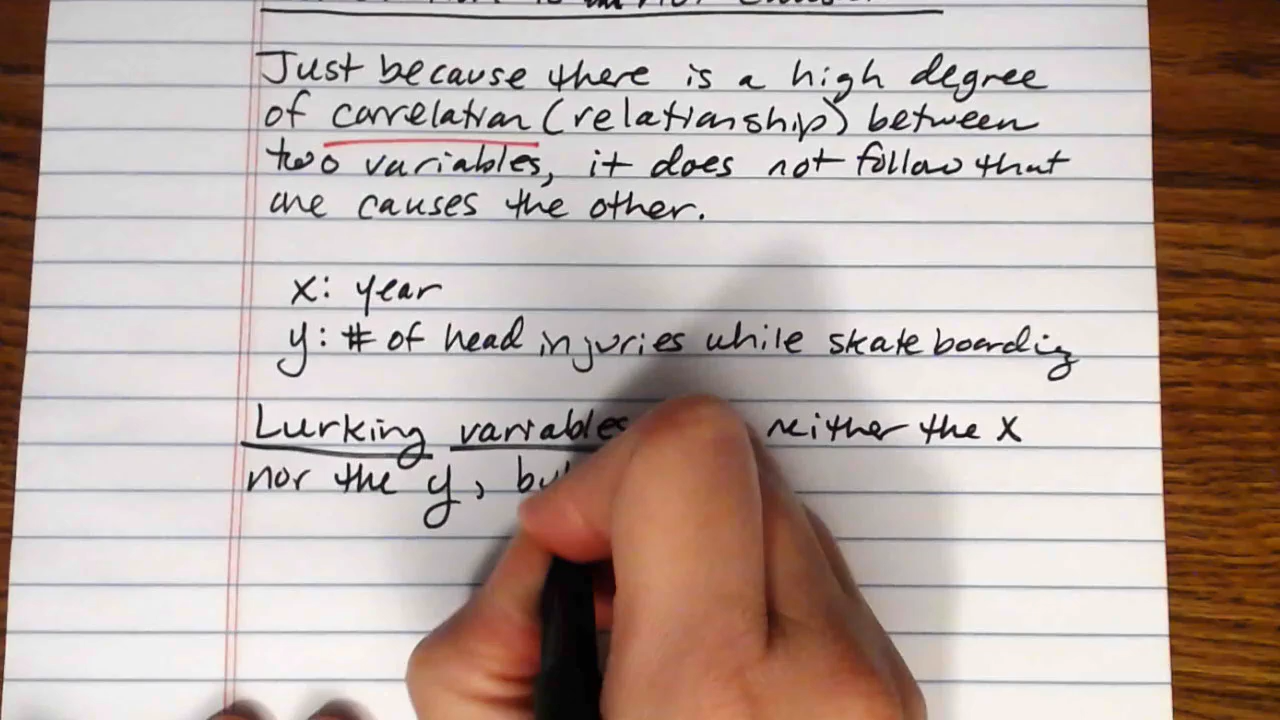 Just because there is a high degree
of correlation (relationship) between
two variables, it does not follow that
one causes the other.
x: year
y: # of head injuries while skateboarding
Lurking variables neither the x
nor the y,